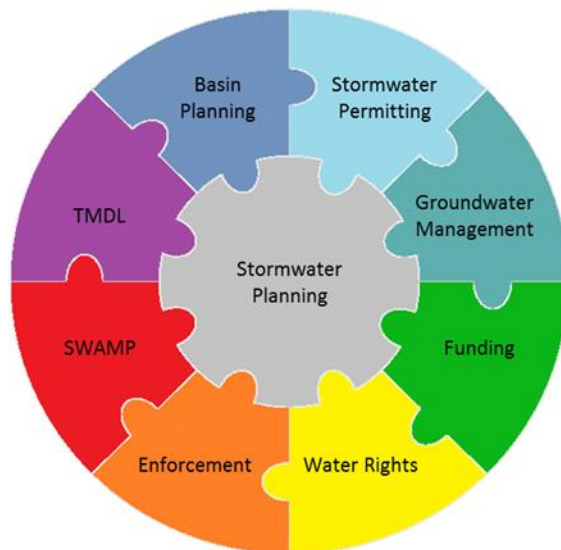 Basin
Planning
Stormwater
Permitting
TMDL
Groundwater
Management
Stormwater
Planning
SWAMP
Funding
Enforcement
Water Rights